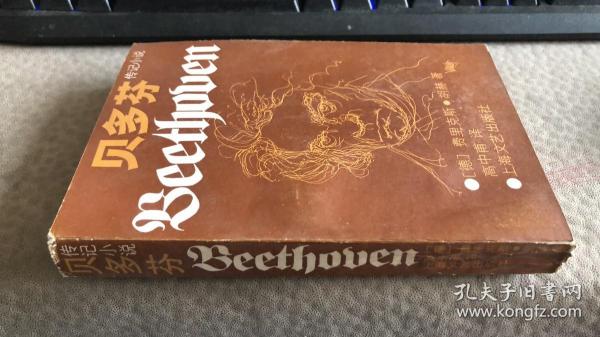 贝多芬
传记小说
Beethoven
[德]费里克斯·胡赫 著
高中甫 译
上海文艺出版社
传记小说
贝多芬
Beethoven
孔夫子旧书网
www.kongfz.com